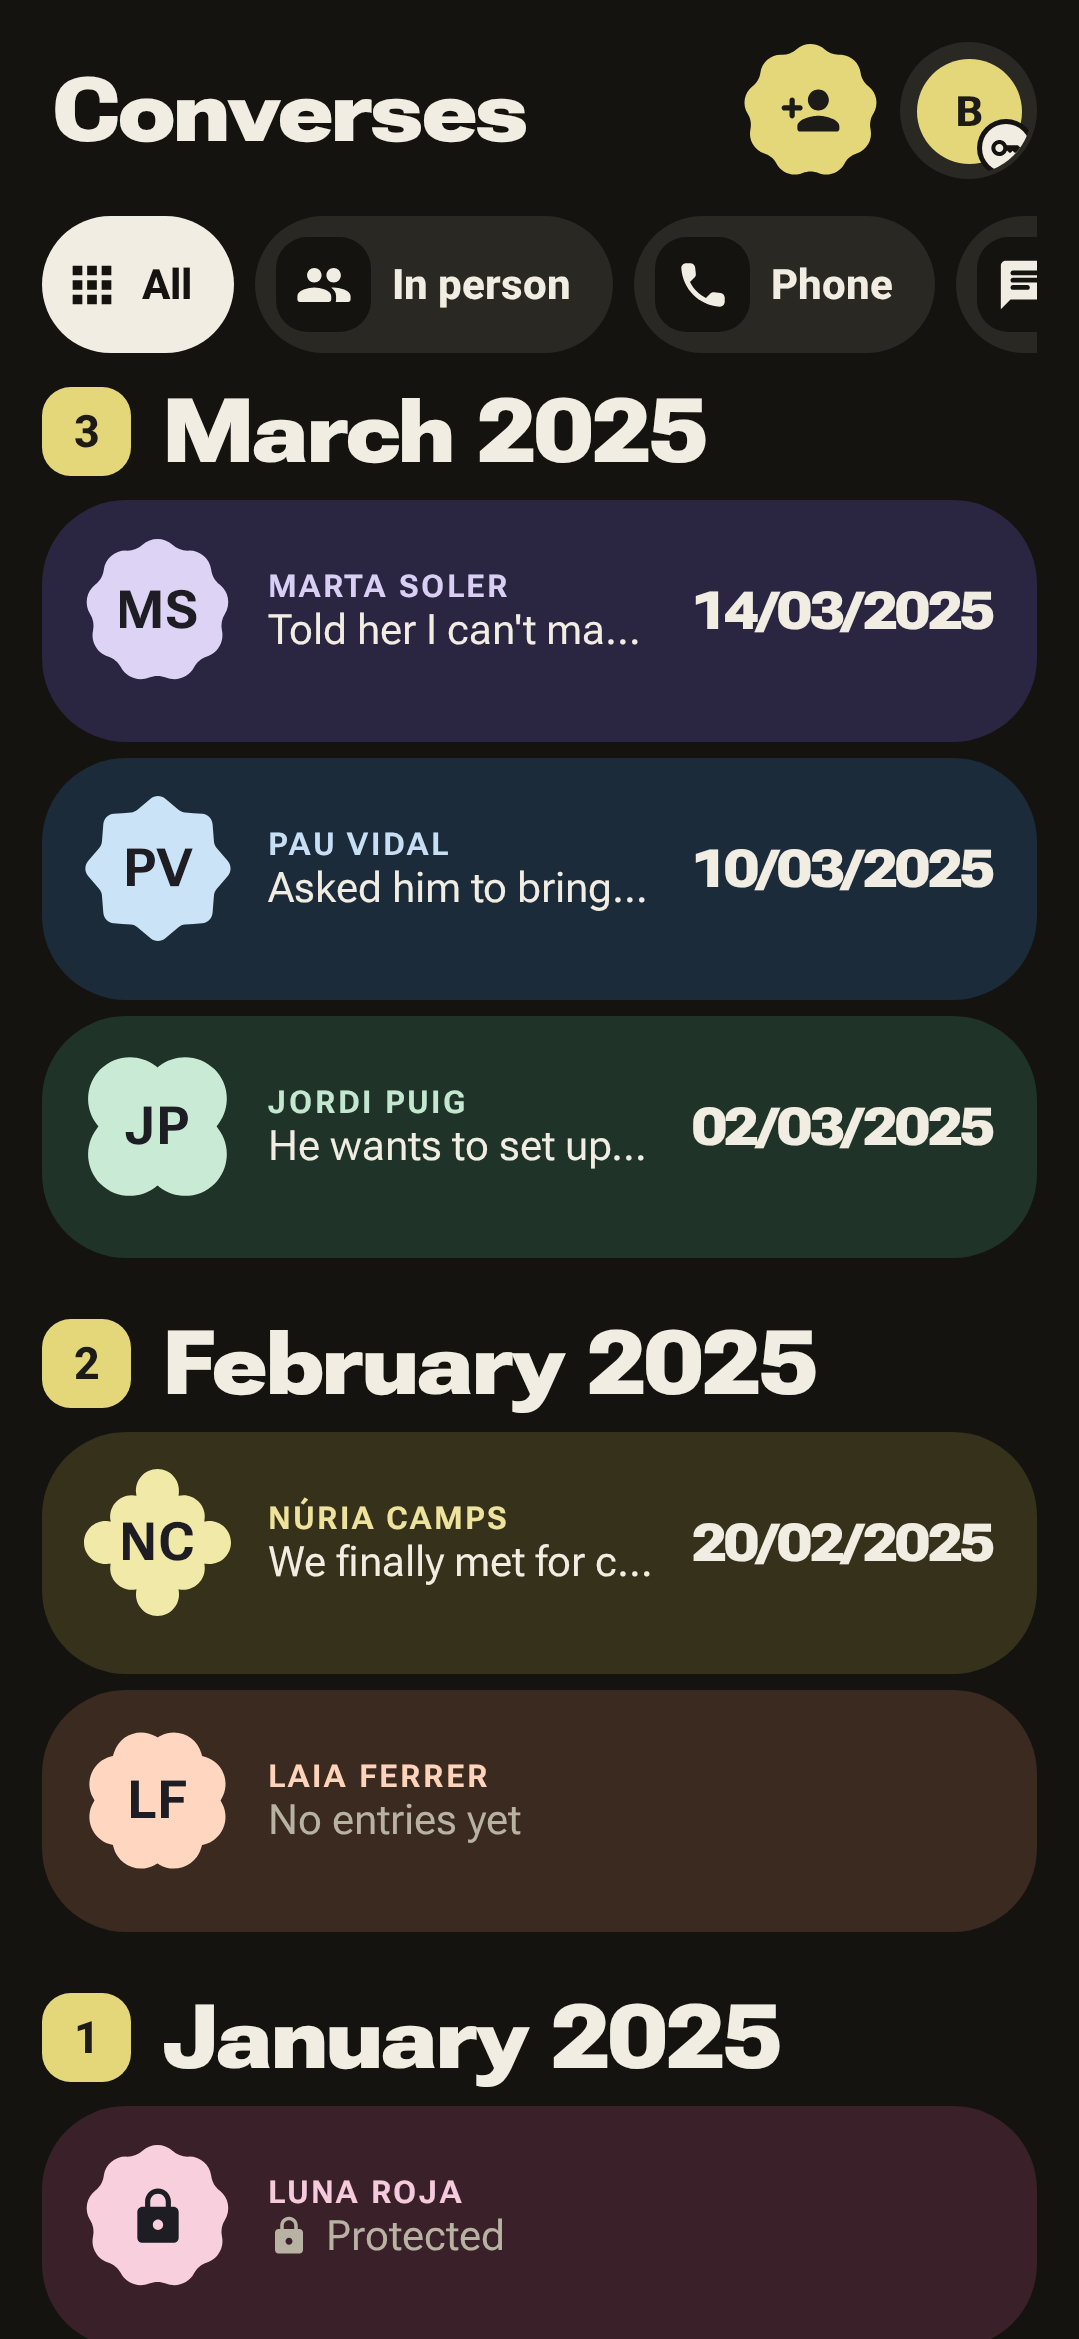 Converses
B
All
In person
Phone
3
March 2025
MS
MARTA SOLER
Told her I can't ma...
14/03/2025
PV
PAU VIDAL
Asked him to bring...
10/03/2025
JP
JORDI PUIG
He wants to set up...
02/03/2025
2
February 2025
NC
NÚRIA CAMPS
We finally met for c...
20/02/2025
LF
LAIA FERRER
No entries yet
1
January 2025
LUNA ROJA
Protected